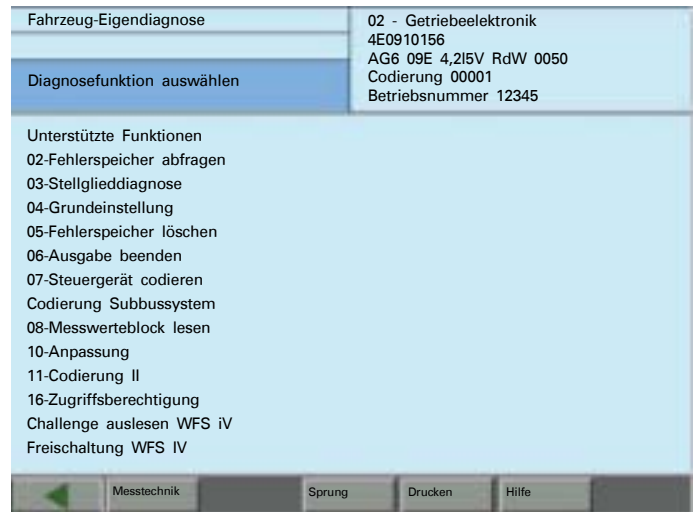 Fahrzeug-Eigendiagnose
Diagnosefunktion auswählen
02 - Getriebeelektronik
4E0910156
AG6 09E 4,2l5V RdW 0050
Codierung 00001
Betriebsnummer 12345
Unterstützte Funktionen
02-Fehlerspeicher abfragen
03-Stellglieddiagnose
04-Grundeinstellung
05-Fehlerspeicher löschen
06-Ausgabe beenden
07-Steuergerät codieren
Codierung Subbussystem
08-Messwerteblock lesen
10-Anpassung
11-Codierung II
16-Zugriffsberechtigung
Challenge auslesen WFS iV
Freischaltung WFS IV
Messtechnik
Sprung
Drucken
Hilfe